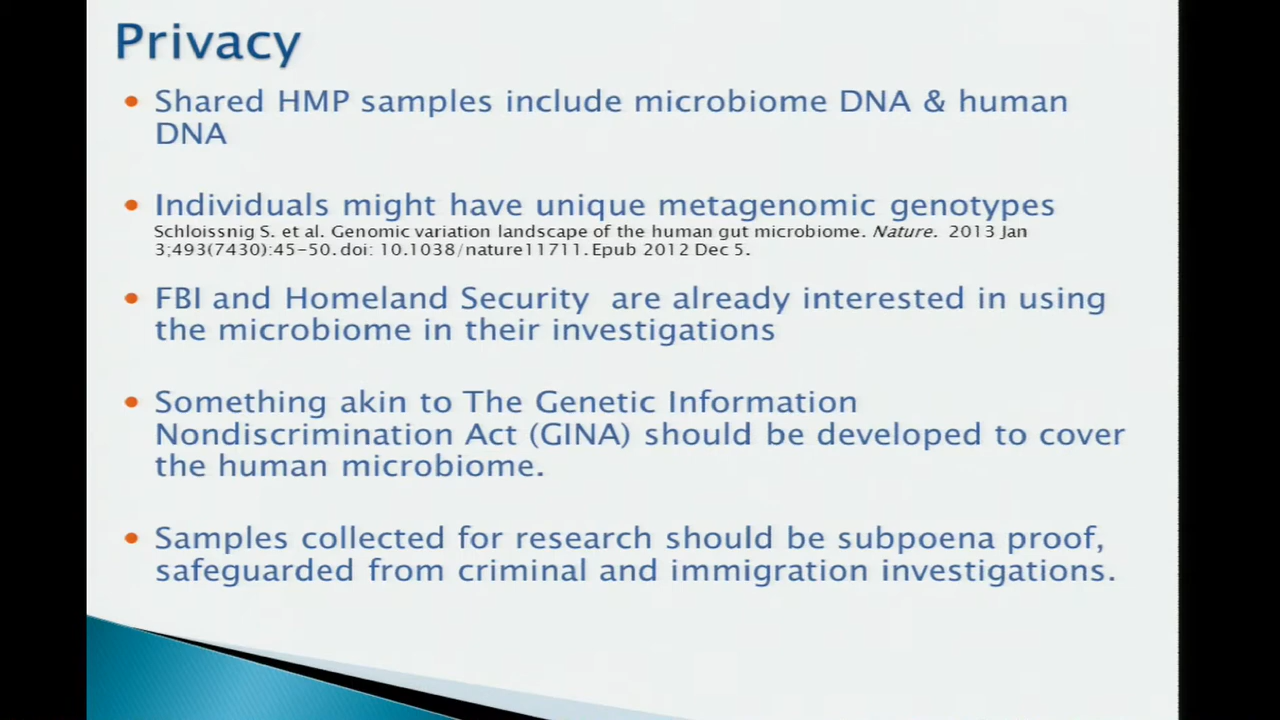 Privacy
• Shared HMP samples include microbiome DNA & human
DNA
• Individuals might have unique metagenomic genotypes
Schloissnig S. et al. Genomic variation landscape of the human gut microbiome. Nature. 2013 Jan
3;493(7430):45-50. doi: 10.1038/nature11711. Epub 2012 Dec 5.
• FBI and Homeland Security are already interested in using
the microbiome in their investigations
• Something akin to The Genetic Information
Nondiscrimination Act (GINA) should be developed to cover
the human microbiome.
• Samples collected for research should be subpoena proof,
safeguarded from criminal and immigration investigations.